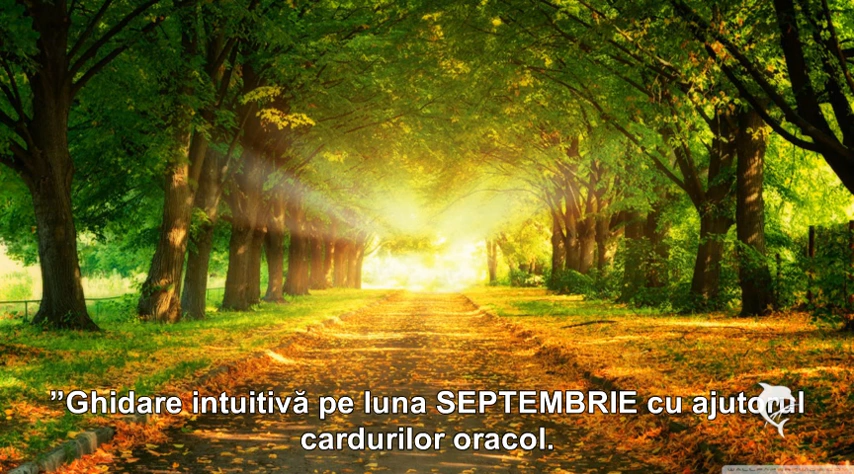 ”Ghidare intuitivă pe luna SEPTEMBRIE cu ajutorul
cardurilor oracol.